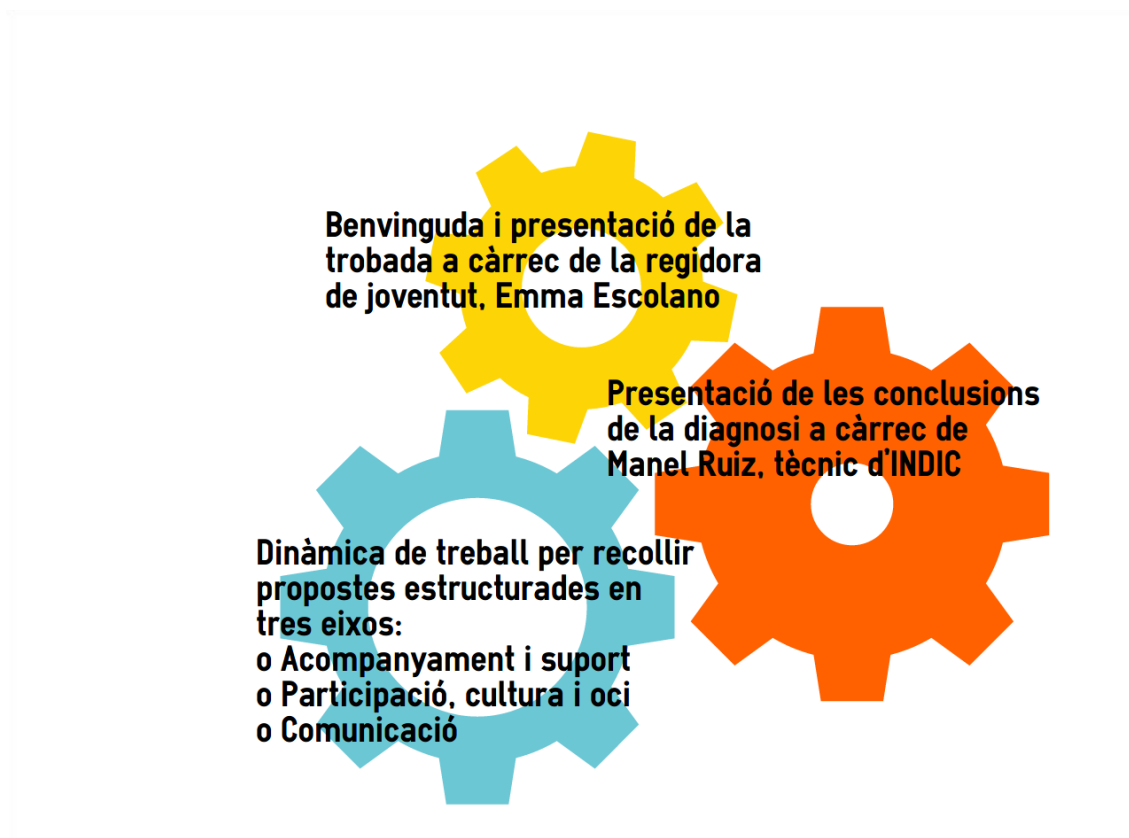 Benvinguda i presentació de la
trobada a càrrec de la regidora
de joventut, Emma Escolano
Presentació de les conclusions
de la diagnosi a càrrec de
Manel Ruiz, tècnic d'INDIC
Dinàmica de treball per recollir
propostes estructurades en
tres eixos:
o Acompanyament i suport
o Participació, cultura i oci
o Comunicació